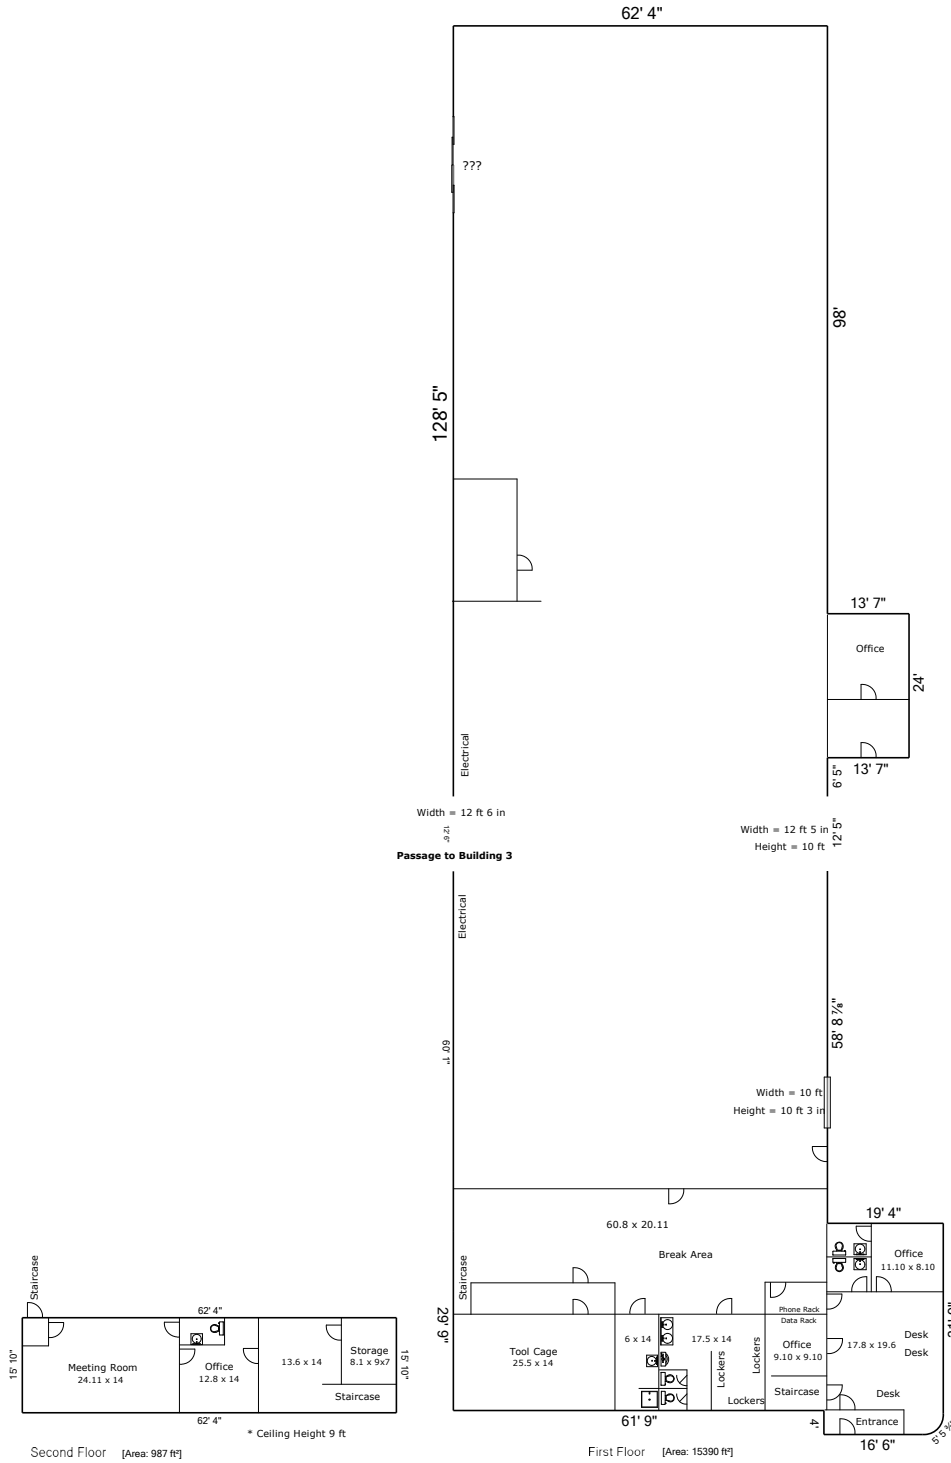 62' 4"
???
98'
128' 5"
13' 7"
Office
24'
Electrical
13' 7"
6' 5"
Width = 12 ft 6 in
12' 6"
Passage to Building 3
Width = 12 ft 5 in
Height = 10 ft
12' 5"
Electrical
58' 8 ⅞"
60' 1"
Width = 10 ft
Height = 10 ft 3 in
60.8 x 20.11
Break Area
19' 4"
Office
11.10 x 8.10
Staircase
29' 9"
Phone Rack
Data Rack
Tool Cage
25.5 x 14
6 x 14
17.5 x 14
Lockers
Lockers
Lockers
Office
9.10 x 9.10
Staircase
17.8 x 19.6
Desk
Desk
Desk
Entrance
61' 9"
4'
16' 6"
First Floor [Area: 15390 ft²]
Staircase
62' 4"
15' 10"
Meeting Room
24.11 x 14
Office
12.8 x 14
13.6 x 14
Storage
8.1 x 9x7
15' 10"
Staircase
62' 4"
* Ceiling Height 9 ft
Second Floor [Area: 987 ft²]